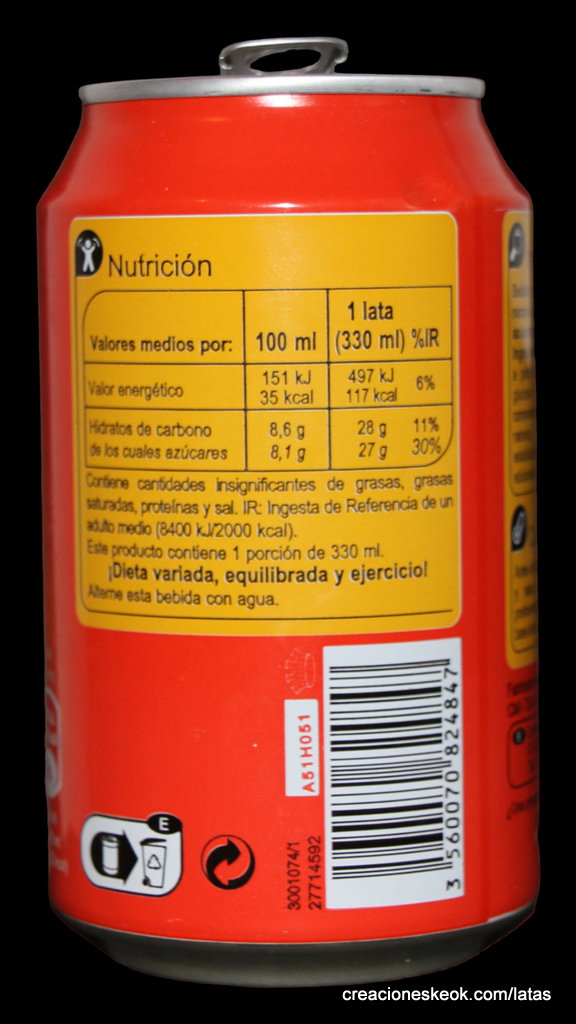 Nutrición
Valores medios por: 100 ml 1 lata (330 ml) %IR
Valor energético 151 kJ 35 kcal 497 kJ 117 kcal 6%
Hidratos de carbono 8,6 g 28 g 11%
de los cuales azúcares 8,1 g 27 g 30%
Contiene cantidades insignificantes de grasas, grasas
saturadas, proteínas y sal. IR: Ingesta de Referencia de un
adulto medio (8400 kJ/2000 kcal).
Este producto contiene 1 porción de 330 ml.
¡Dieta variada, equilibrada y ejercicio!
Alterne esta bebida con agua.
A51H051
3 560070 824847
E
3001074/1
27714592
creacioneskeok.com/latas